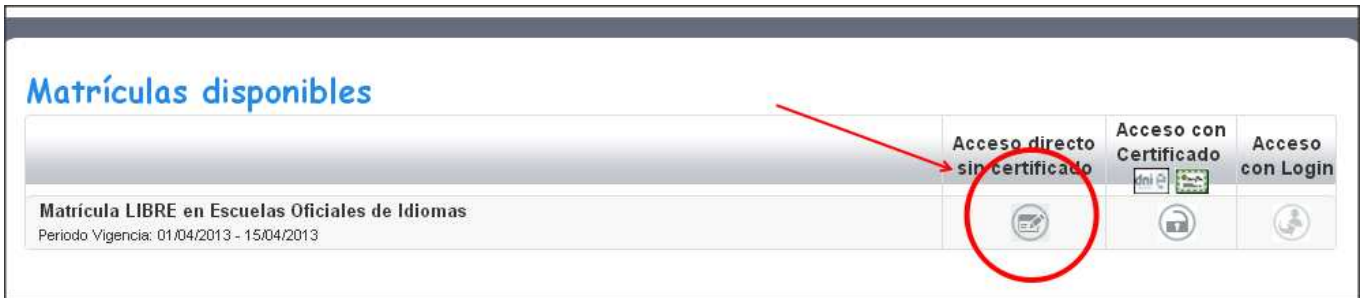 Matrículas disponibles
Acceso directo
sin certificado
Acceso con
Certificado
dni e
Acceso
con Login
Matrícula LIBRE en Escuelas Oficiales de Idiomas
Periodo Vigencia: 01/04/2013 - 15/04/2013